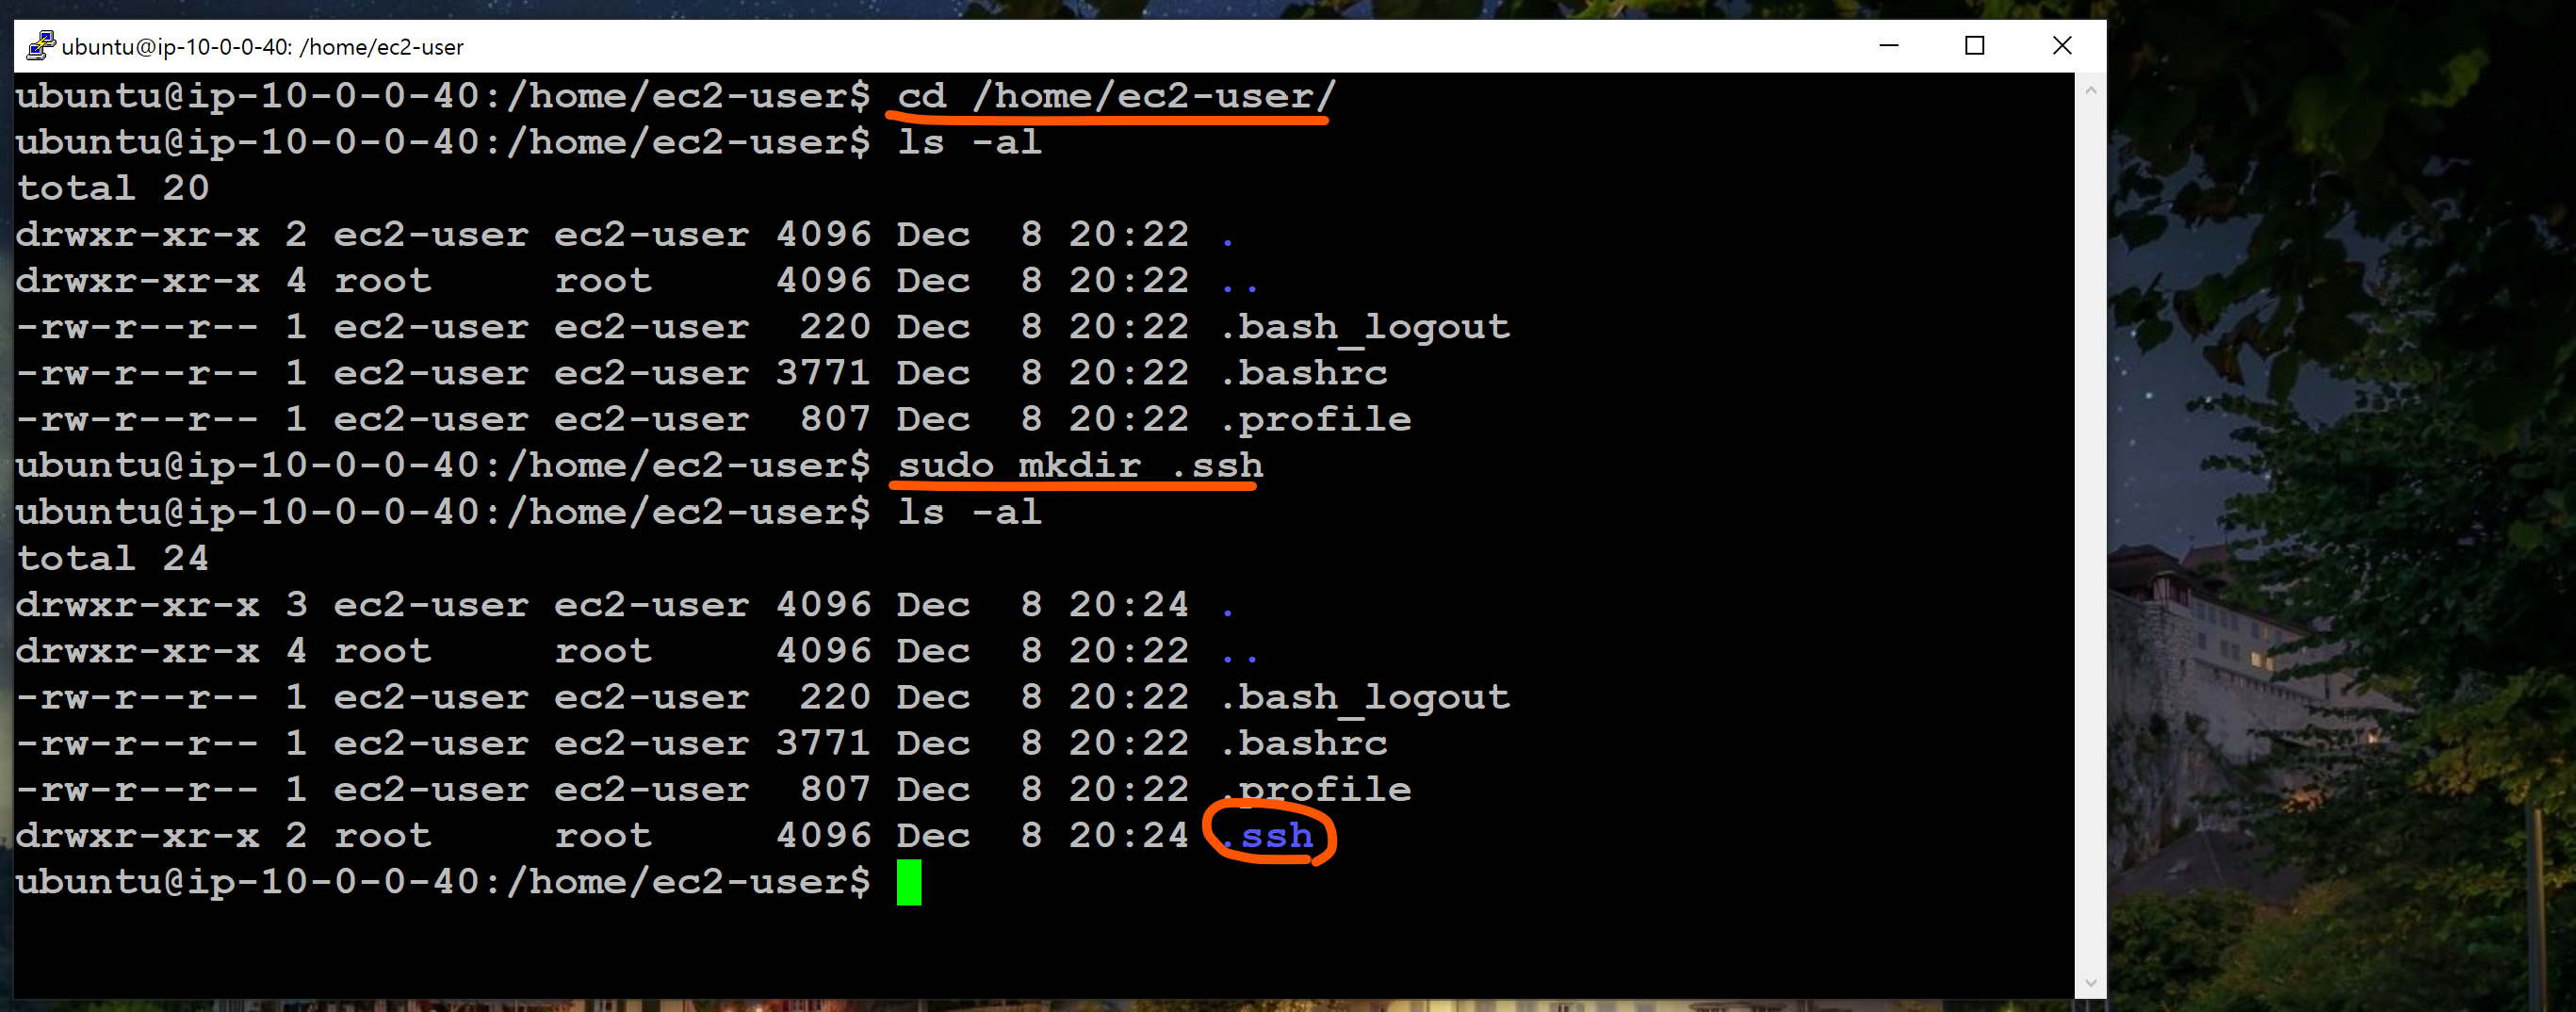 ubuntu@ip-10-0-0-40: /home/ec2-user
ubuntu@ip-10-0-0-40:/home/ec2-user$ cd /home/ec2-user/
ubuntu@ip-10-0-0-40:/home/ec2-user$ ls -al
total 20
drwxr-xr-x 2 ec2-user ec2-user 4096 Dec  8 20:22 .
drwxr-xr-x 4 root     root     4096 Dec  8 20:22 ..
-rw-r--r-- 1 ec2-user ec2-user  220 Dec  8 20:22 .bash_logout
-rw-r--r-- 1 ec2-user ec2-user 3771 Dec  8 20:22 .bashrc
-rw-r--r-- 1 ec2-user ec2-user  807 Dec  8 20:22 .profile
ubuntu@ip-10-0-0-40:/home/ec2-user$ sudo mkdir .ssh
ubuntu@ip-10-0-0-40:/home/ec2-user$ ls -al
total 24
drwxr-xr-x 3 ec2-user ec2-user 4096 Dec  8 20:24 .
drwxr-xr-x 4 root     root     4096 Dec  8 20:22 ..
-rw-r--r-- 1 ec2-user ec2-user  220 Dec  8 20:22 .bash_logout
-rw-r--r-- 1 ec2-user ec2-user 3771 Dec  8 20:22 .bashrc
-rw-r--r-- 1 ec2-user ec2-user  807 Dec  8 20:22 .profile
drwxr-xr-x 2 root     root     4096 Dec  8 20:24 .ssh
ubuntu@ip-10-0-0-40:/home/ec2-user$